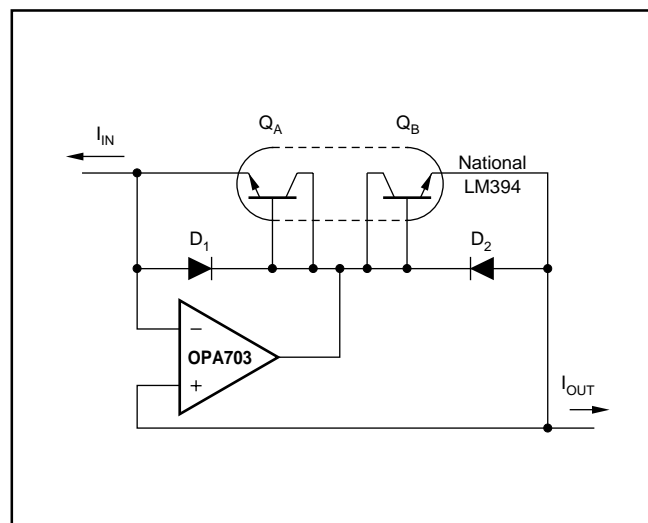 Q_A Q_B
I_IN
National
LM394
D_1 D_2
−
OPA703
+
I_OUT